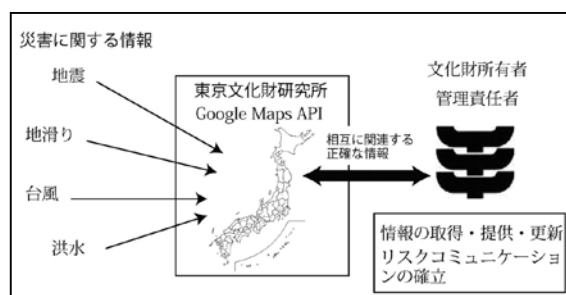 災害に関する情報
地震
地滑り
台風
洪水
東京文化財研究所
Google Maps API
相互に関連する
正確な情報
文化財所有者
管理責任者
情報の取得・提供・更新
リスクコミュニケーション
の確立